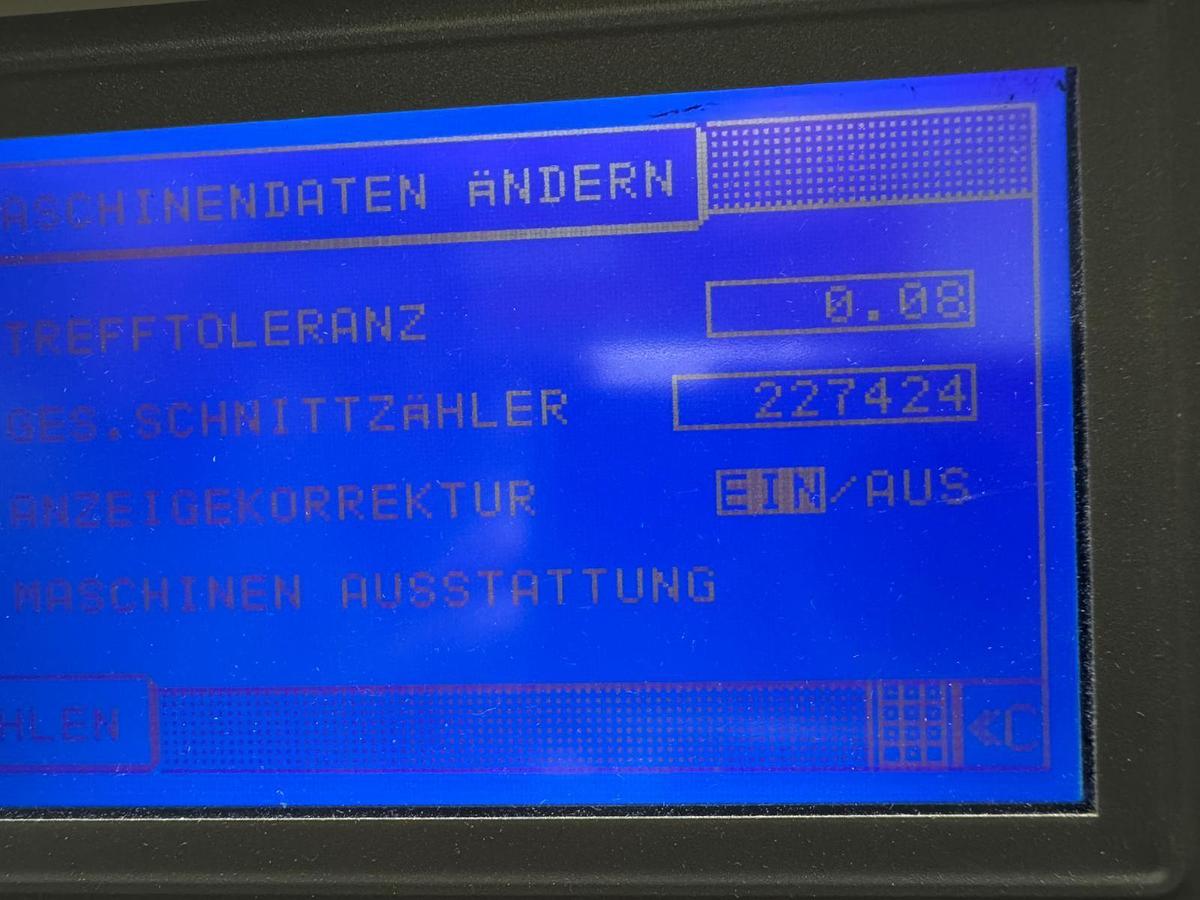 ASCHINENDATEN ÄNDERN
TREFFTOLERANZ 0.08
GES.SCHNITTZÄHLER 227424
ANZEIGEKORREKTUR EIN/AUS
MASCHINEN AUSSTATTUNG
HLEN «C